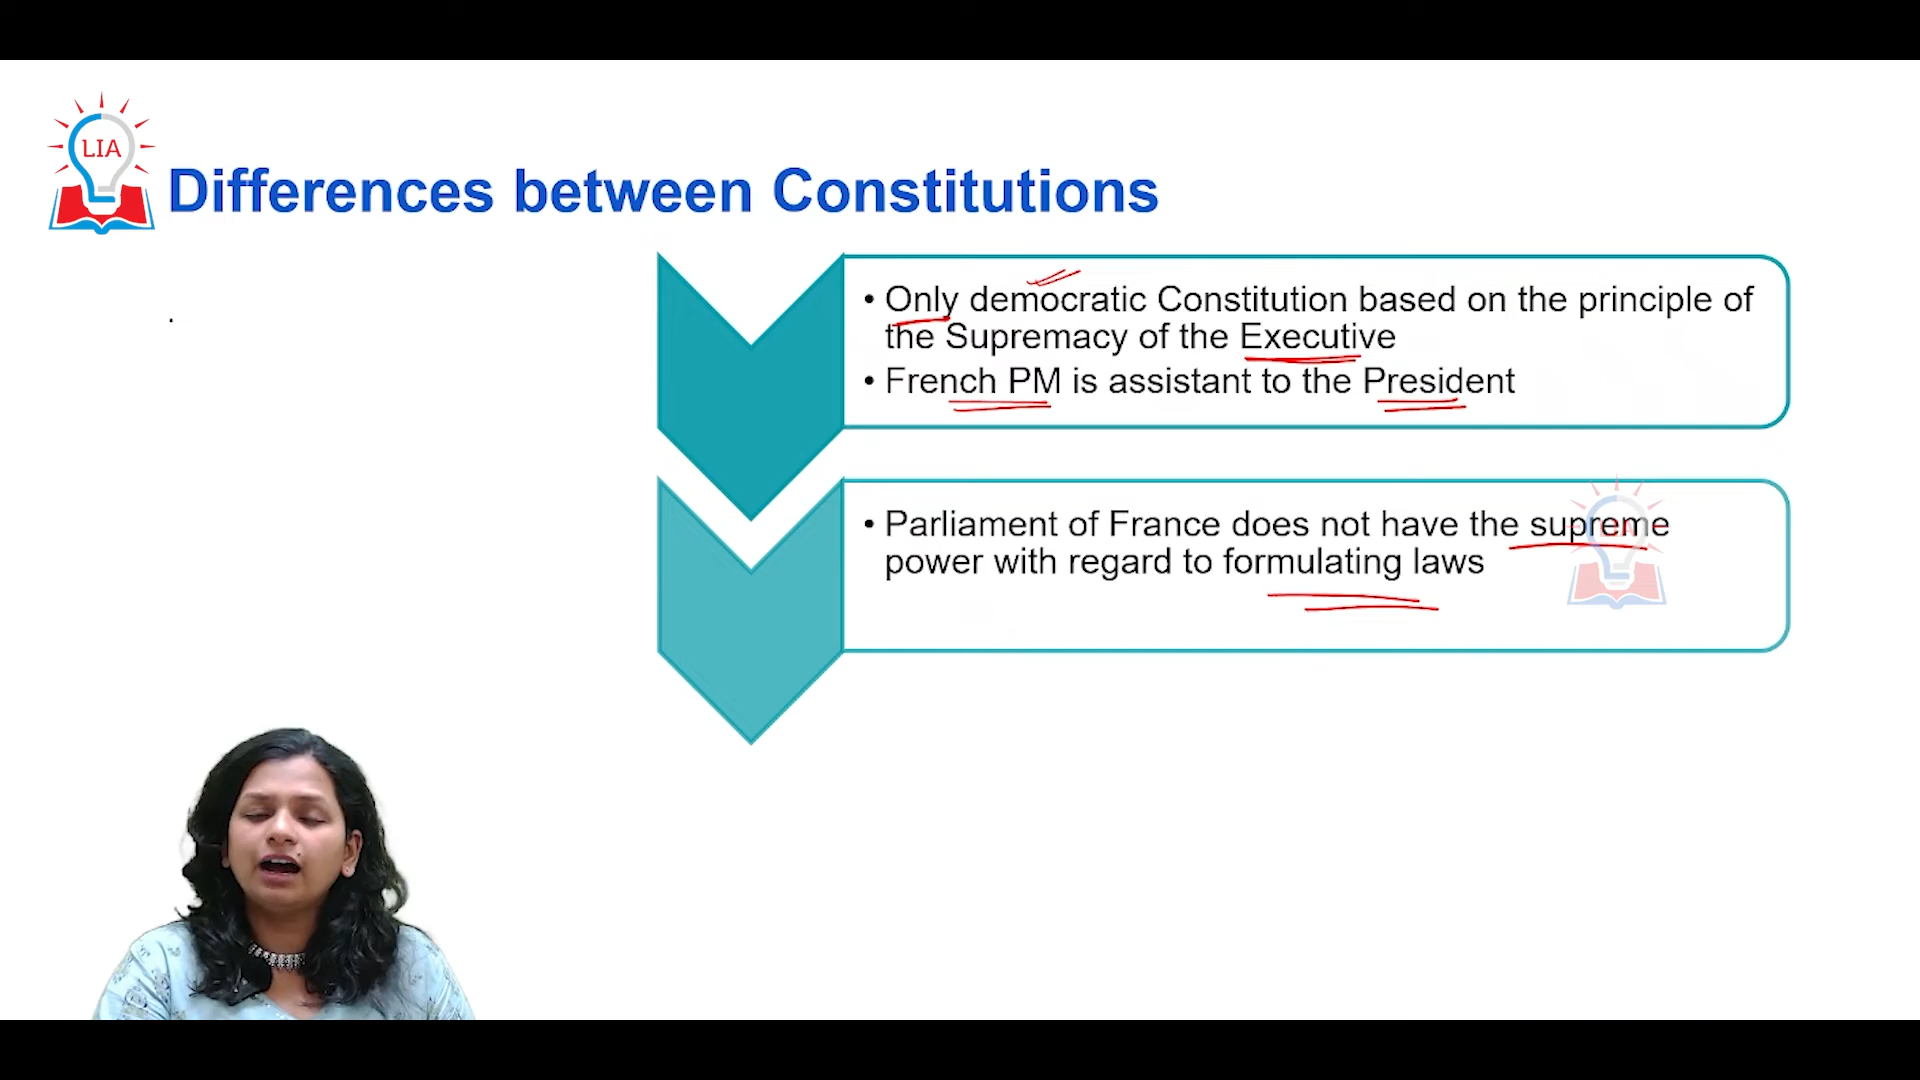 LIA
Differences between Constitutions
• Only democratic Constitution based on the principle of
the Supremacy of the Executive
• French PM is assistant to the President
• Parliament of France does not have the supreme
power with regard to formulating laws
LIA